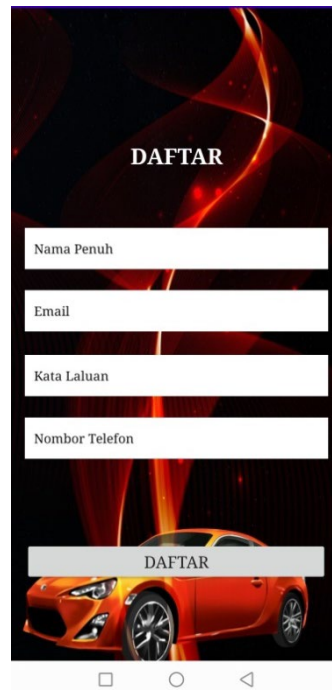 DAFTAR
Nama Penuh
Email
Kata Laluan
Nombor Telefon
DAFTAR